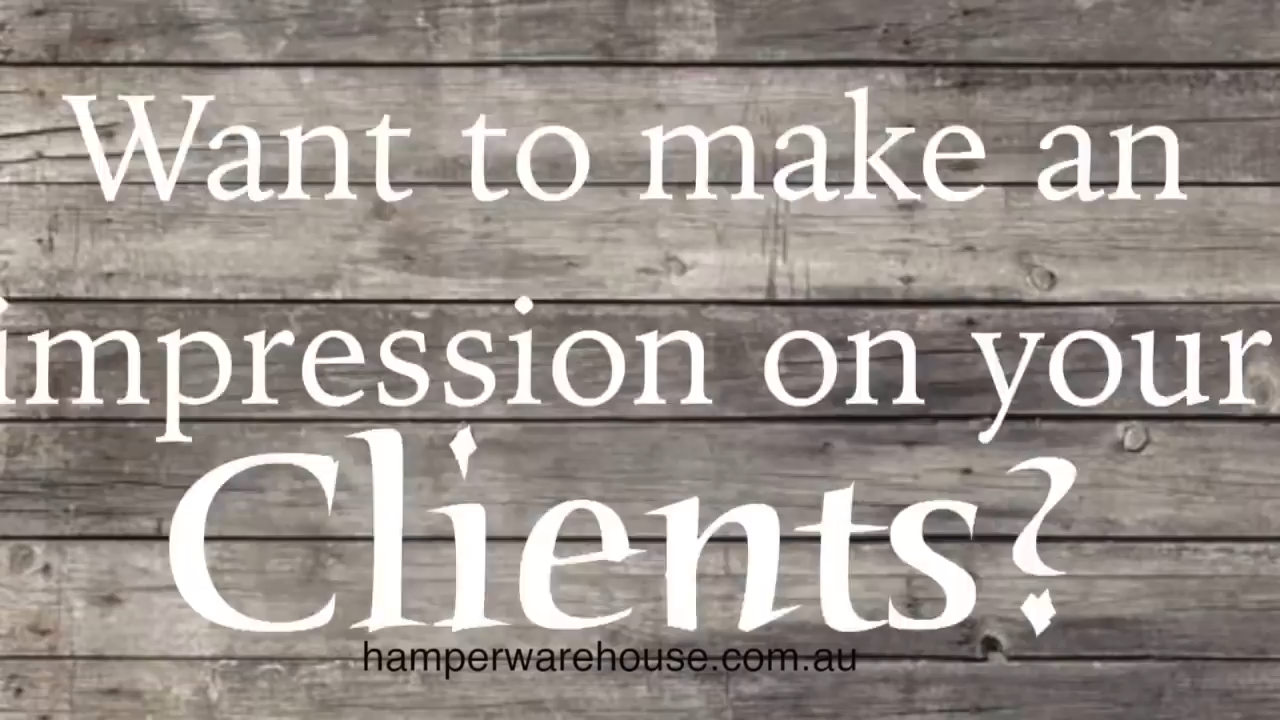 Want to make an
impression on your
Clients?
hamperwarehouse.com.au